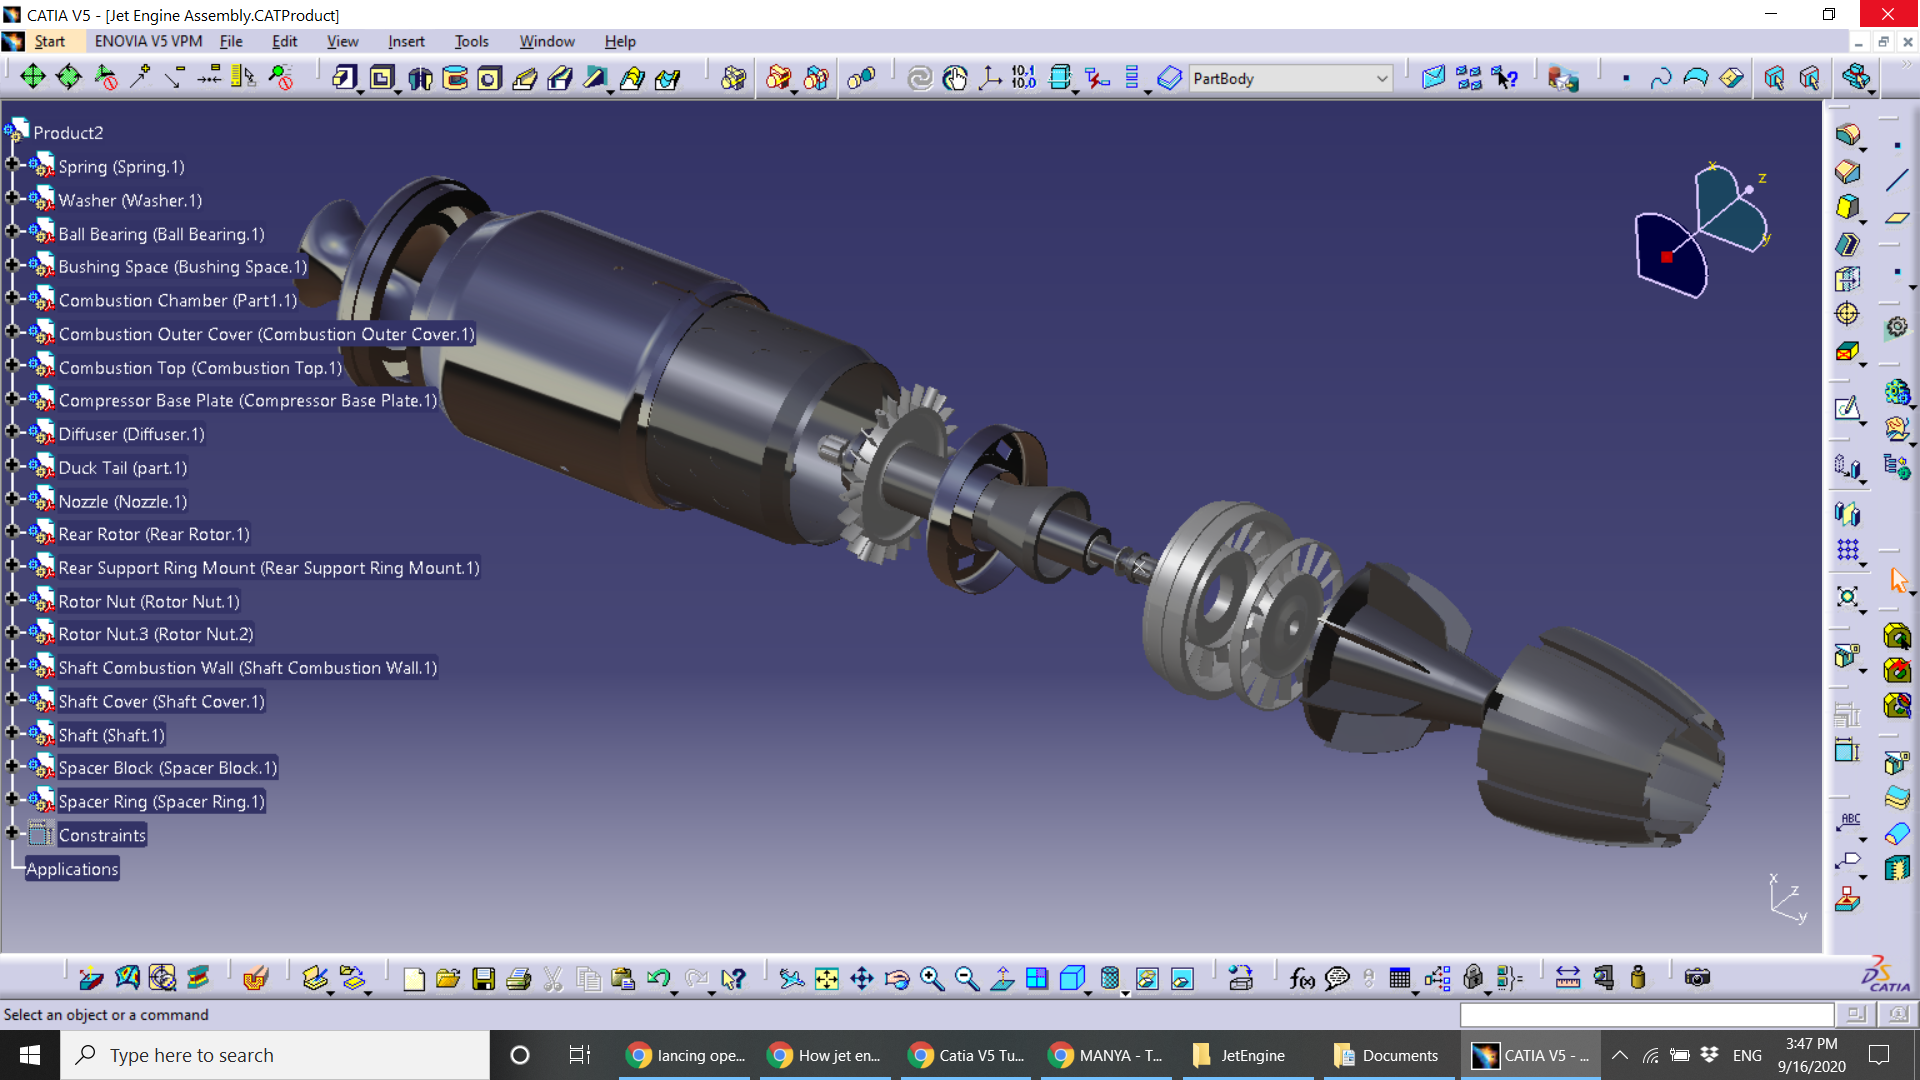 CATIA V5 - [Jet Engine Assembly.CATProduct]
Start ENOVIA V5 VPM File Edit View Insert Tools Window Help
10,1
10,0
PartBody
Product2
Spring (Spring.1)
Washer (Washer.1)
Ball Bearing (Ball Bearing.1)
Bushing Space (Bushing Space.1)
Combustion Chamber (Part1.1)
Combustion Outer Cover (Combustion Outer Cover.1)
Combustion Top (Combustion Top.1)
Compressor Base Plate (Compressor Base Plate.1)
Diffuser (Diffuser.1)
Duck Tail (part.1)
Nozzle (Nozzle.1)
Rear Rotor (Rear Rotor.1)
Rear Support Ring Mount (Rear Support Ring Mount.1)
Rotor Nut (Rotor Nut.1)
Rotor Nut.3 (Rotor Nut.2)
Shaft Combustion Wall (Shaft Combustion Wall.1)
Shaft Cover (Shaft Cover.1)
Shaft (Shaft.1)
Spacer Block (Spacer Block.1)
Spacer Ring (Spacer Ring.1)
Constraints
Applications
x
z
y
ABC
x
z
y
f(x)
DS CATIA
Select an object or a command
Type here to search
lancing ope...
How jet en...
Catia V5 Tu...
MANYA - T...
JetEngine
Documents
CATIA V5 - ...
ENG
3:47 PM
9/16/2020